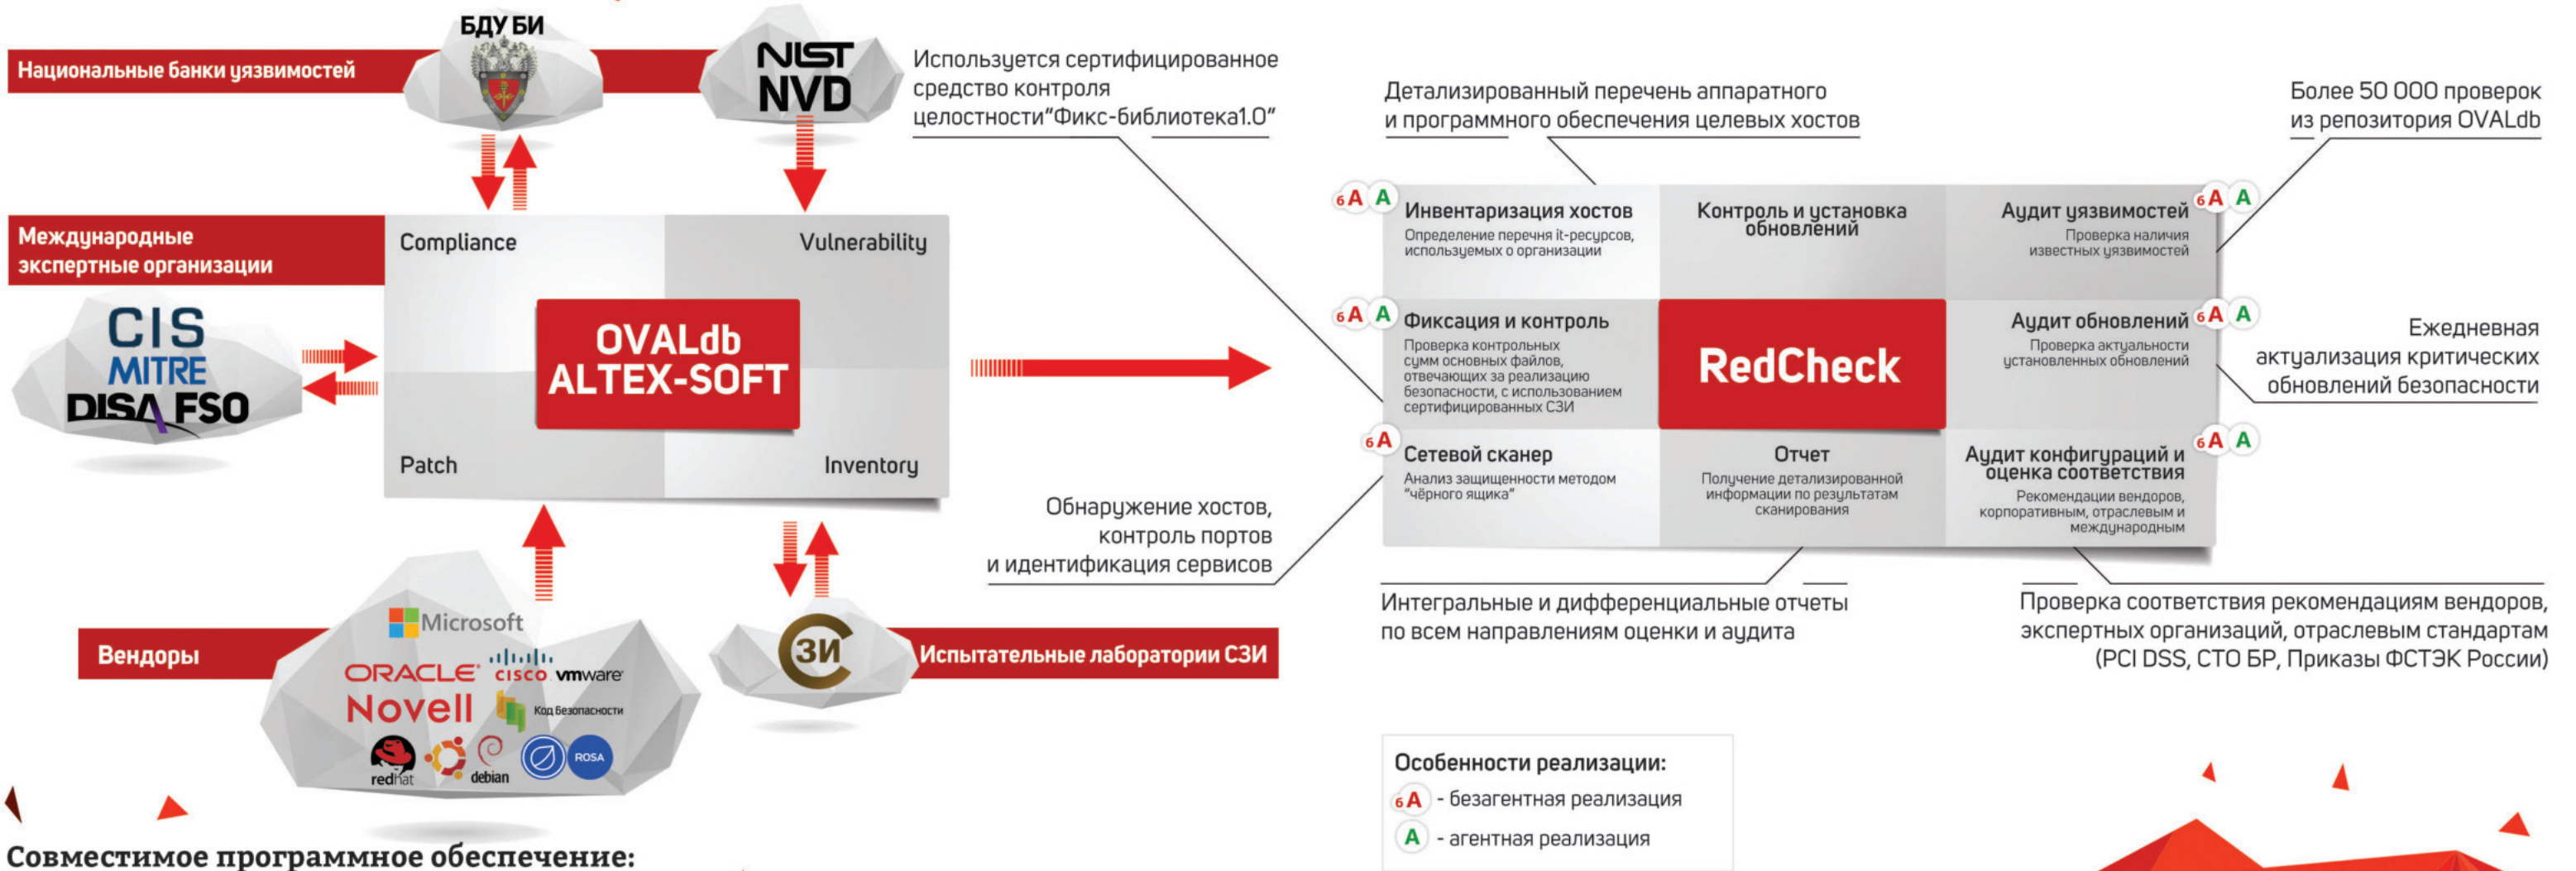 БДУ БИ
Национальные банки уязвимостей
NIST
NVD
Международные
экспертные организации
CIS
MITRE
DISA FSO
Compliance
Vulnerability
OVALdb
ALTEX-SOFT
Patch
Inventory
Вендоры
Microsoft
ORACLE
CISCO
vmware
Novell
Код Безопасности
redhat
debian
ROSA
ЗИ
Испытательные лаборатории СЗИ
Используется сертифицированное
средство контроля
целостности"Фикс-библиотека1.0"
Обнаружение хостов,
контроль портов
и идентификация сервисов
Детализированный перечень аппаратного
и программного обеспечения целевых хостов
Более 50 000 проверок
из репозитория OVALdb
бА А
Инвентаризация хостов
Определение перечня it-ресурсов,
используемых о организации
Контроль и установка
обновлений
Аудит уязвимостей
Проверка наличия
известных уязвимостей
бА А
бА А
Фиксация и контроль
Проверка контрольных
сумм основных файлов,
отвечающих за реализацию
безопасности, с использованием
сертифицированных СЗИ
RedCheck
Аудит обновлений
Проверка актуальности
установленных обновлений
бА А
Ежедневная
актуализация критических
обновлений безопасности
бА
Сетевой сканер
Анализ защищенности методом
"чёрного ящика"
Отчет
Получение детализированной
информации по результатам
сканирования
Аудит конфигураций и
оценка соответствия
Рекомендации вендоров,
корпоративным, отраслевым и
международным
бА А
Интегральные и дифференциальные отчеты
по всем направлениям оценки и аудита
Проверка соответствия рекомендациям вендоров,
экспертных организаций, отраслевым стандартам
(PCI DSS, СТО БР, Приказы ФСТЭК России)
Особенности реализации:
бА - безагентная реализация
А - агентная реализация
Совместимое программное обеспечение: